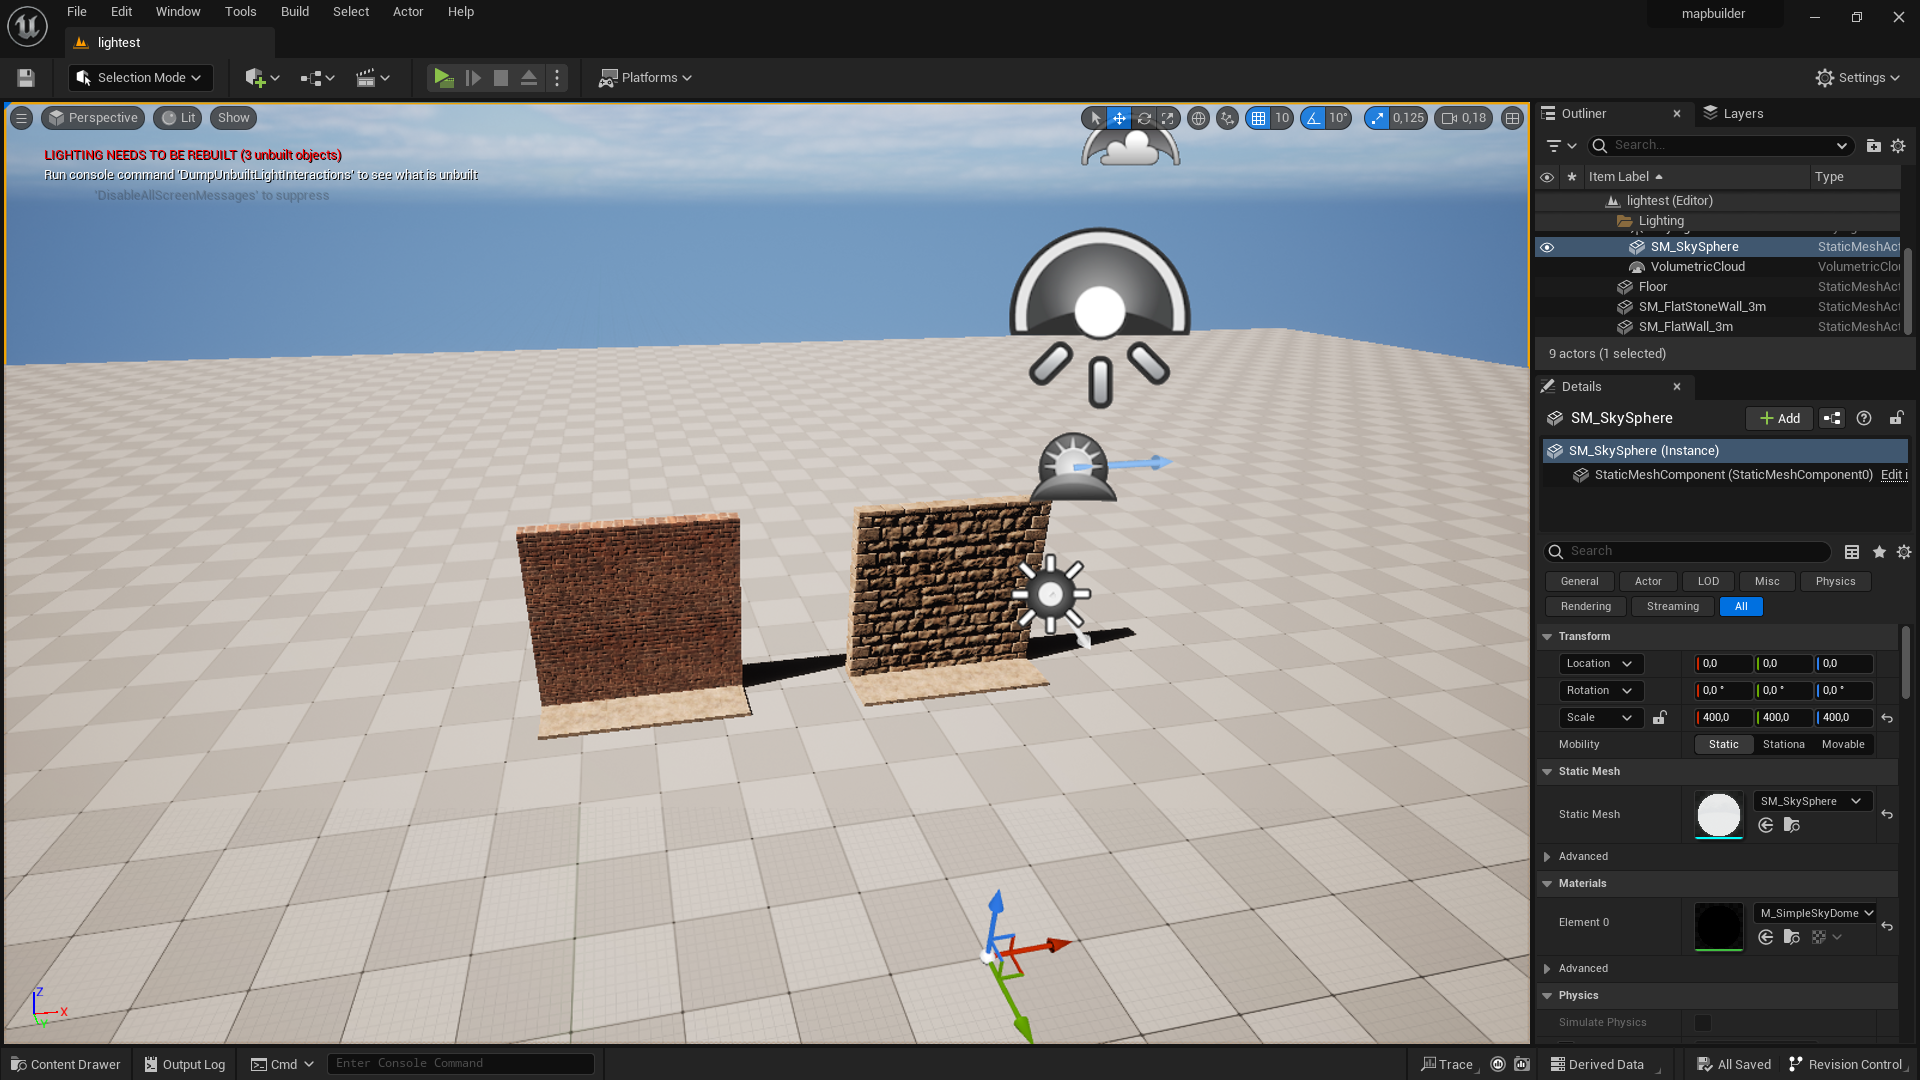 File Edit Window Tools Build Select Actor Help
mapbuilder
lightest
Selection Mode
Platforms
Settings
Perspective Lit Show
10 10° 0,125 0,18
LIGHTING NEEDS TO BE REBUILT (3 unbuilt objects)
Run console command 'DumpUnbuiltLightInteractions' to see what is unbuilt
'DisableAllScreenMessages' to suppress
Z
X
Y
Outliner Layers
Search...
Item Label Type
lightest (Editor)
Lighting
SM_SkySphere StaticMeshAct
VolumetricCloud VolumetricClou
Floor StaticMeshAct
SM_FlatStoneWall_3m StaticMeshAct
SM_FlatWall_3m StaticMeshAct
9 actors (1 selected)
Details
SM_SkySphere Add
SM_SkySphere (Instance)
StaticMeshComponent (StaticMeshComponent0) Edit i
Search
General Actor LOD Misc Physics
Rendering Streaming All
Transform
Location 0,0 0,0 0,0
Rotation 0,0 ° 0,0 ° 0,0 °
Scale 400,0 400,0 400,0
Mobility Static Stationa Movable
Static Mesh
Static Mesh SM_SkySphere
Advanced
Materials
Element 0 M_SimpleSkyDome
Advanced
Physics
Simulate Physics
Content Drawer Output Log Cmd Enter Console Command Trace Derived Data All Saved Revision Control